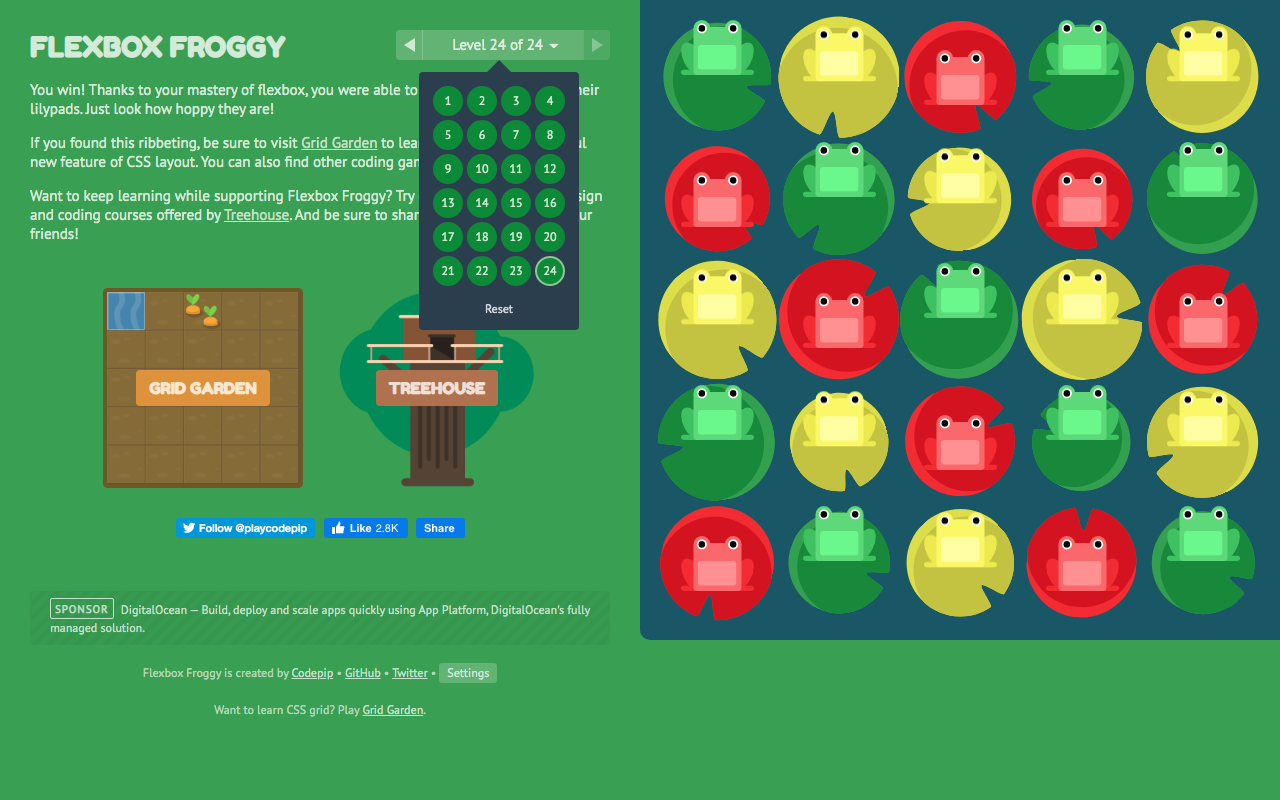 FLEXBOX FROGGY
Level 24 of 24
You win! Thanks to your mastery of flexbox, you were able to heir
lilypads. Just look how hoppy they are!
If you found this ribbeting, be sure to visit Grid Garden to lea ul
new feature of CSS layout. You can also find other coding gar
Want to keep learning while supporting Flexbox Froggy? Try sign
and coding courses offered by Treehouse. And be sure to shar ur
friends!
1 2 3 4
5 6 7 8
9 10 11 12
13 14 15 16
17 18 19 20
21 22 23 24
Reset
GRID GARDEN
TREEHOUSE
Follow @playcodepip
Like 2.8K
Share
SPONSOR DigitalOcean — Build, deploy and scale apps quickly using App Platform, DigitalOcean's fully
managed solution.
Flexbox Froggy is created by Codepip • GitHub • Twitter • Settings
Want to learn CSS grid? Play Grid Garden.